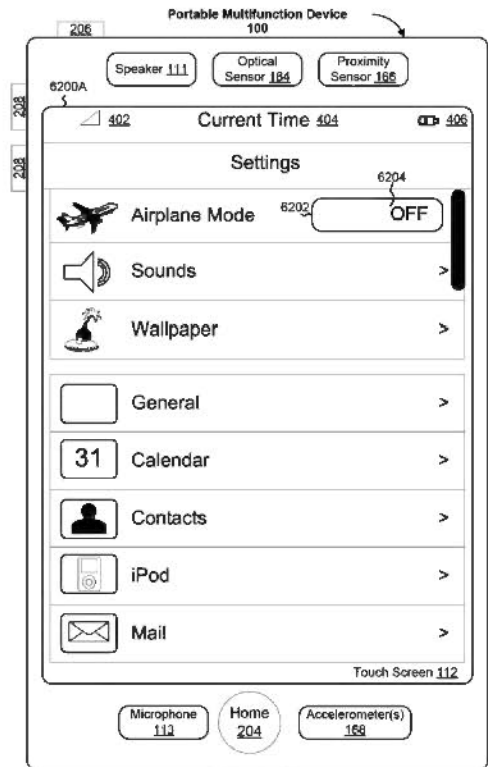 Portable Multifunction Device
100
206
Speaker 111
Optical
Sensor 164
Proximity
Sensor 166
6200A
208
402
Current Time 404
406
208
Settings
6204
Airplane Mode
6202
OFF
Sounds
>
Wallpaper
>
General
>
31
Calendar
>
Contacts
>
iPod
>
Mail
>
Touch Screen 112
Microphone
113
Home
204
Accelerometer(s)
168